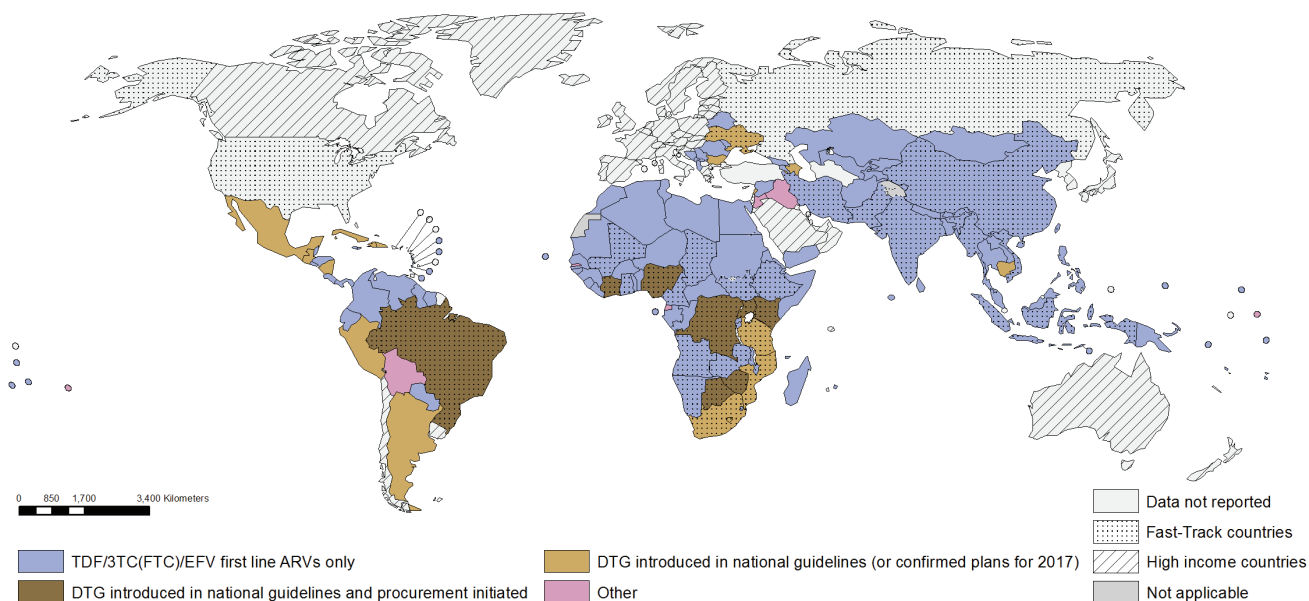 0 850 1,700 3,400 Kilometers
Data not reported
Fast-Track countries
High income countries
Not applicable
TDF/3TC(FTC)/EFV first line ARVs only
DTG introduced in national guidelines (or confirmed plans for 2017)
DTG introduced in national guidelines and procurement initiated
Other